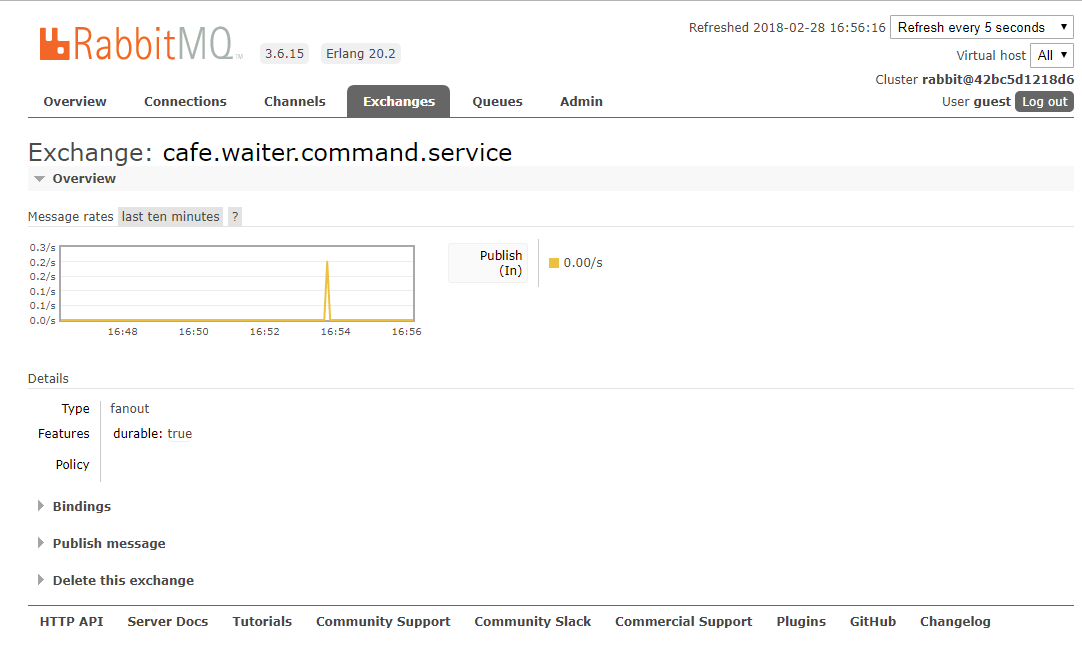 RabbitMQ TM 3.6.15 Erlang 20.2
Refreshed 2018-02-28 16:56:16 Refresh every 5 seconds
Virtual host All
Cluster rabbit@42bc5d1218d6
User guest Log out
Overview Connections Channels Exchanges Queues Admin
Exchange: cafe.waiter.command.service
Overview
Message rates last ten minutes ?
0.3/s
0.2/s
0.2/s
0.1/s
0.1/s
0.0/s
16:48 16:50 16:52 16:54 16:56
Publish
(In)
0.00/s
Details
Type fanout
Features durable: true
Policy
Bindings
Publish message
Delete this exchange
HTTP API Server Docs Tutorials Community Support Community Slack Commercial Support Plugins GitHub Changelog